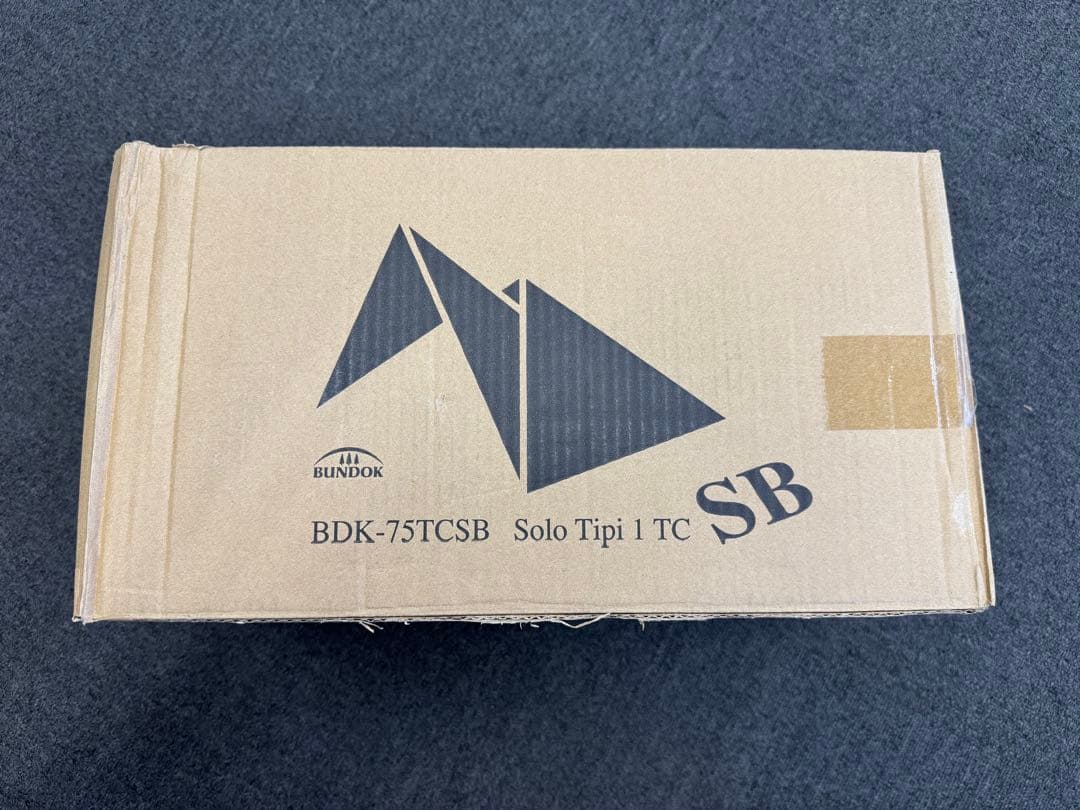 BUNDOK
BDK-75TCSB Solo Tipi 1 TC SB